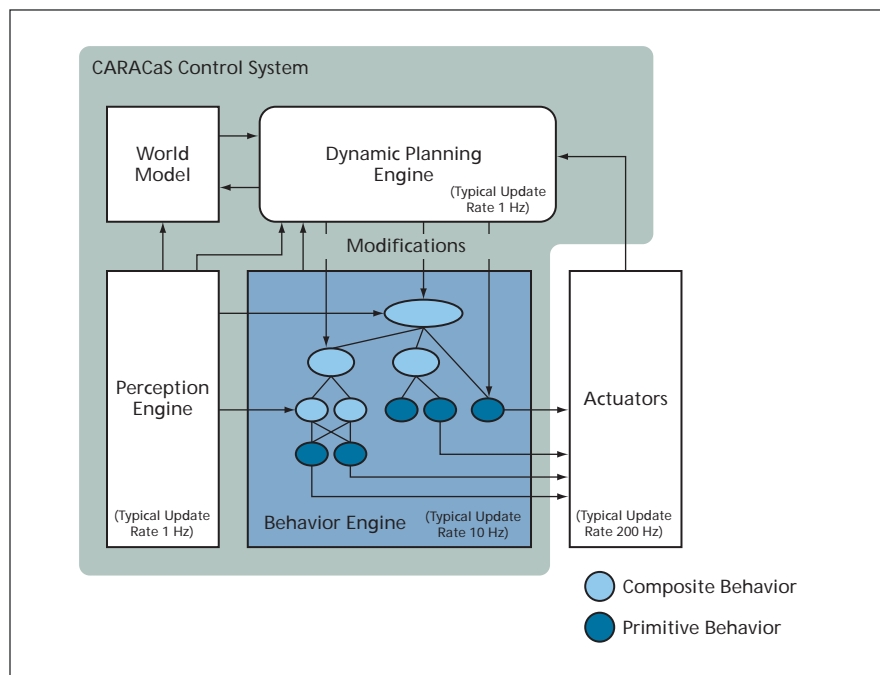 CARACaS Control System
World
Model
Dynamic Planning
Engine
(Typical Update
Rate 1 Hz)
Modifications
Perception
Engine
(Typical Update
Rate 1 Hz)
Behavior Engine
(Typical Update
Rate 10 Hz)
Actuators
(Typical Update
Rate 200 Hz)
Composite Behavior
Primitive Behavior